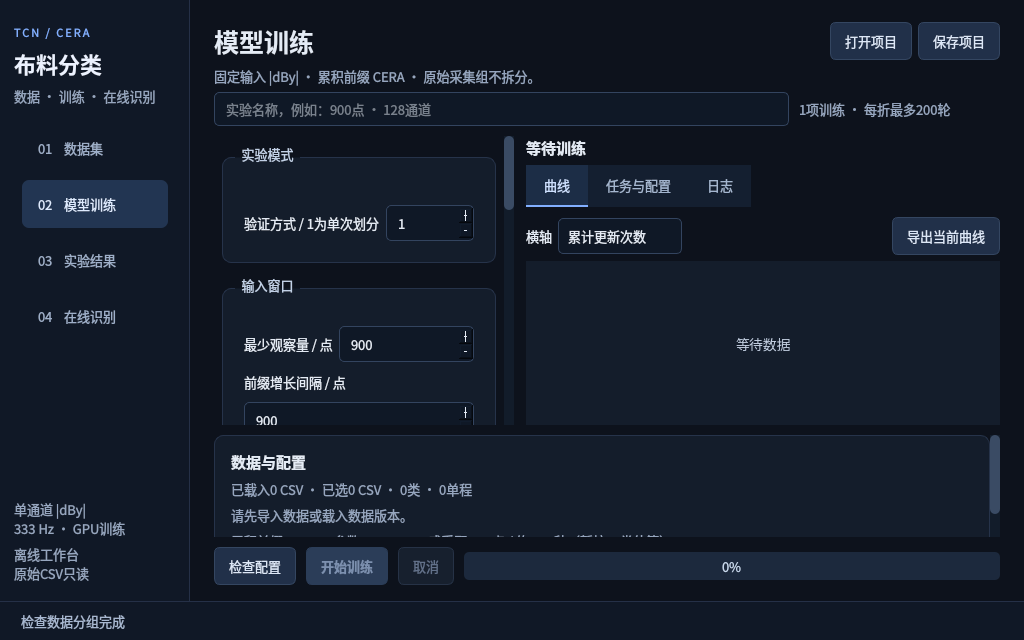 TCN / CERA
布料分类
数据 · 训练 · 在线识别
01 数据集
02 模型训练
03 实验结果
04 在线识别
单通道 |dBy|
333 Hz · GPU训练
离线工作台
原始CSV只读
模型训练
打开项目
保存项目
固定输入 |dBy| · 累积前缀 CERA · 原始采集组不拆分。
实验名称，例如：900点 · 128通道
1项训练 · 每折最多200轮
实验模式
验证方式 / 1为单次划分 1
输入窗口
最少观察量 / 点 900
前缀增长间隔 / 点
900
等待训练
曲线 任务与配置 日志
横轴 累计更新次数 导出当前曲线
等待数据
数据与配置
已载入0 CSV · 已选0 CSV · 0类 · 0单程
请先导入数据或载入数据版本。
检查配置 开始训练 取消 0%
检查数据分组完成